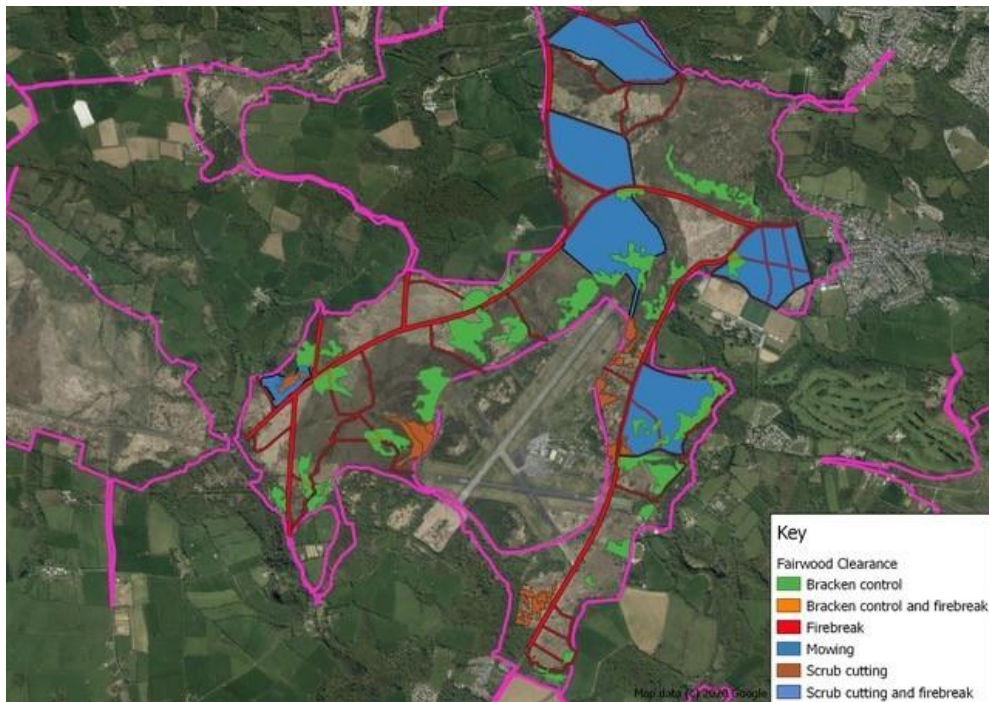 Key
Fairwood Clearance
Bracken control
Bracken control and firebreak
Firebreak
Mowing
Scrub cutting
Scrub cutting and firebreak
Map data (C) 2020 Google